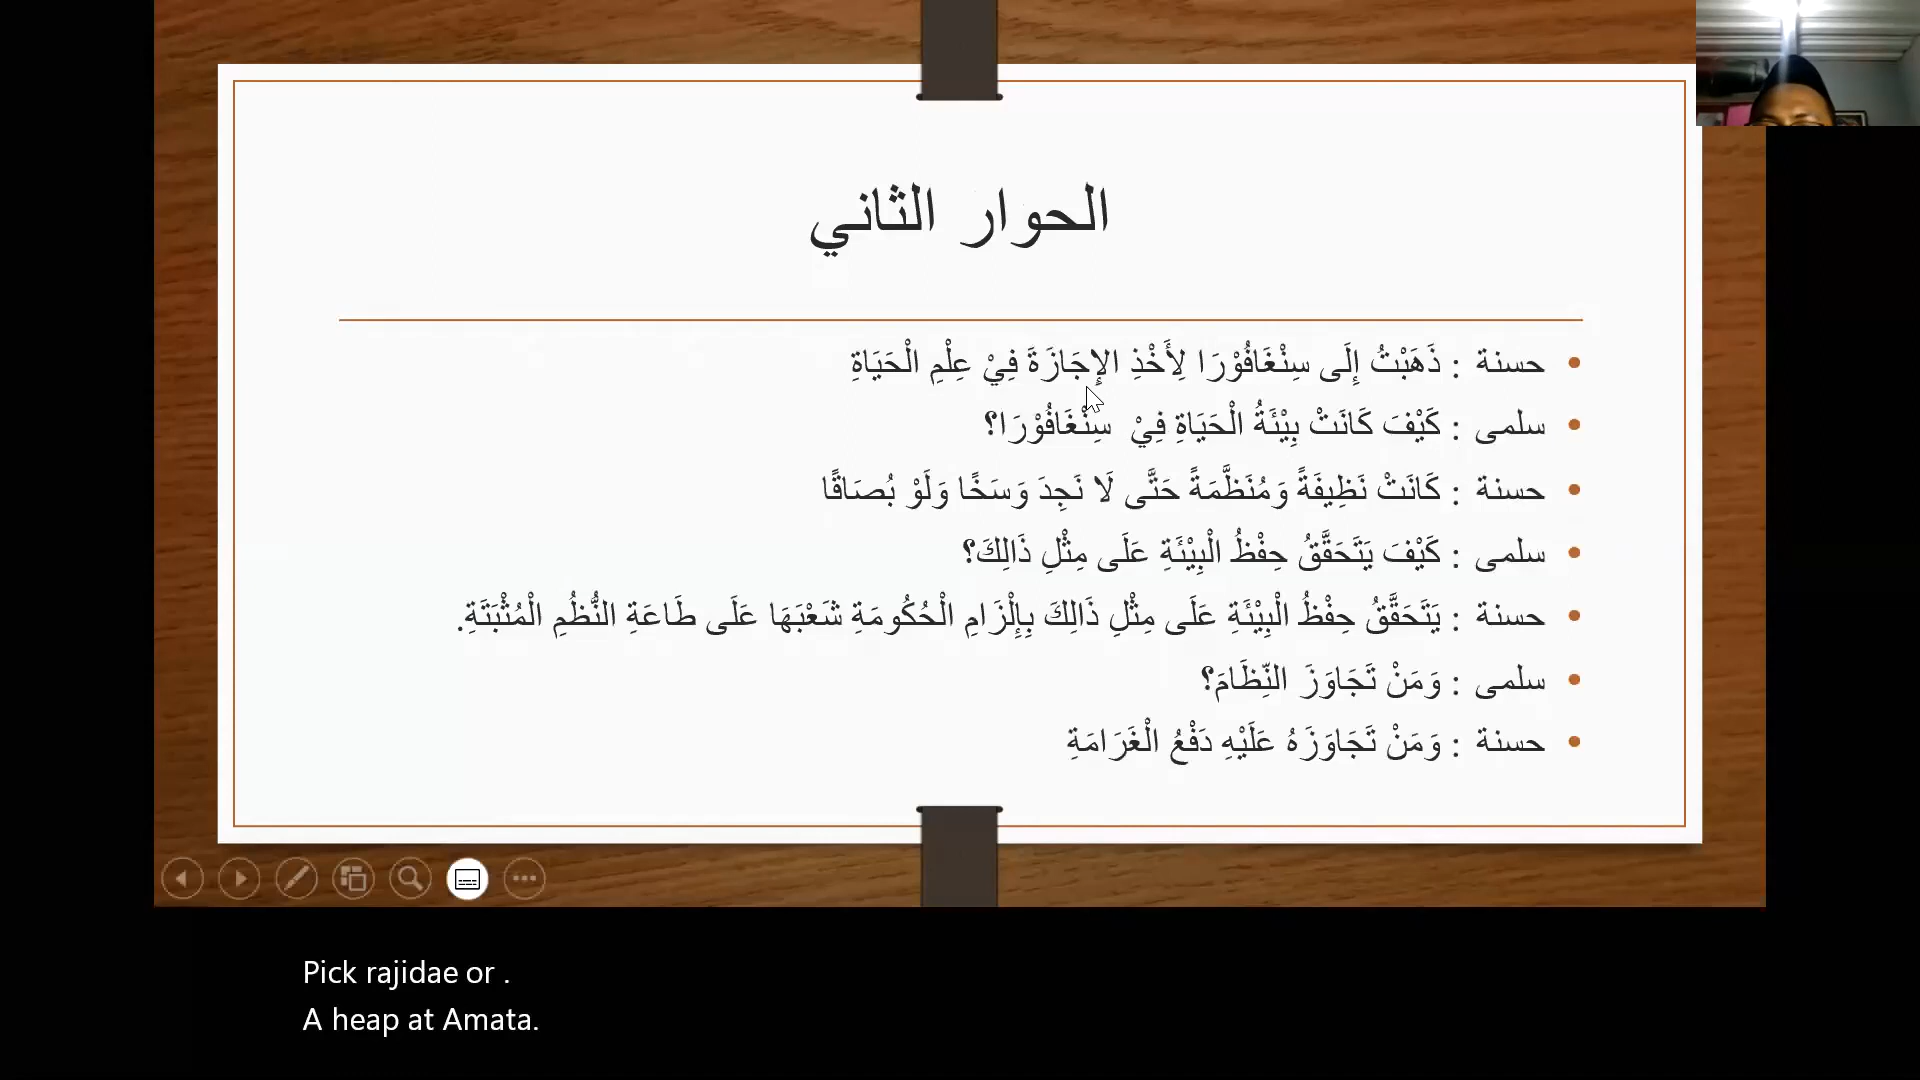 الحوار الثاني
حسنة : ذَهَبْتُ إِلَى سِنْغَافُوْرَا لِأَخْذِ الإِجَازَةَ فِيْ عِلْمِ الْحَيَاةِ
سلمى : كَيْفَ كَانَتْ بِيْئَةُ الْحَيَاةِ فِيْ سِنْغَافُوْرَا؟
حسنة : كَانَتْ نَظِيفَةً وَمُنَظَّمَةً حَتَّى لَا نَجِدَ وَسَخًا وَلَوْ بُصَاقًا
سلمى : كَيْفَ يَتَحَقَّقُ حِفْظُ الْبِيْئَةِ عَلَى مِثْلِ ذَالِكَ؟
حسنة : يَتَحَقَّقُ حِفْظُ الْبِيْئَةِ عَلَى مِثْلِ ذَالِكَ بِإِلْزَامِ الْحُكُومَةِ شَعْبَهَا عَلَى طَاعَةِ النُّظُمِ الْمُثْبَتَةِ.
سلمى : وَمَنْ تَجَاوَزَ النِّظَامَ؟
حسنة : وَمَنْ تَجَاوَزَهُ عَلَيْهِ دَفْعُ الْغَرَامَةِ
Pick rajidae or .
A heap at Amata.